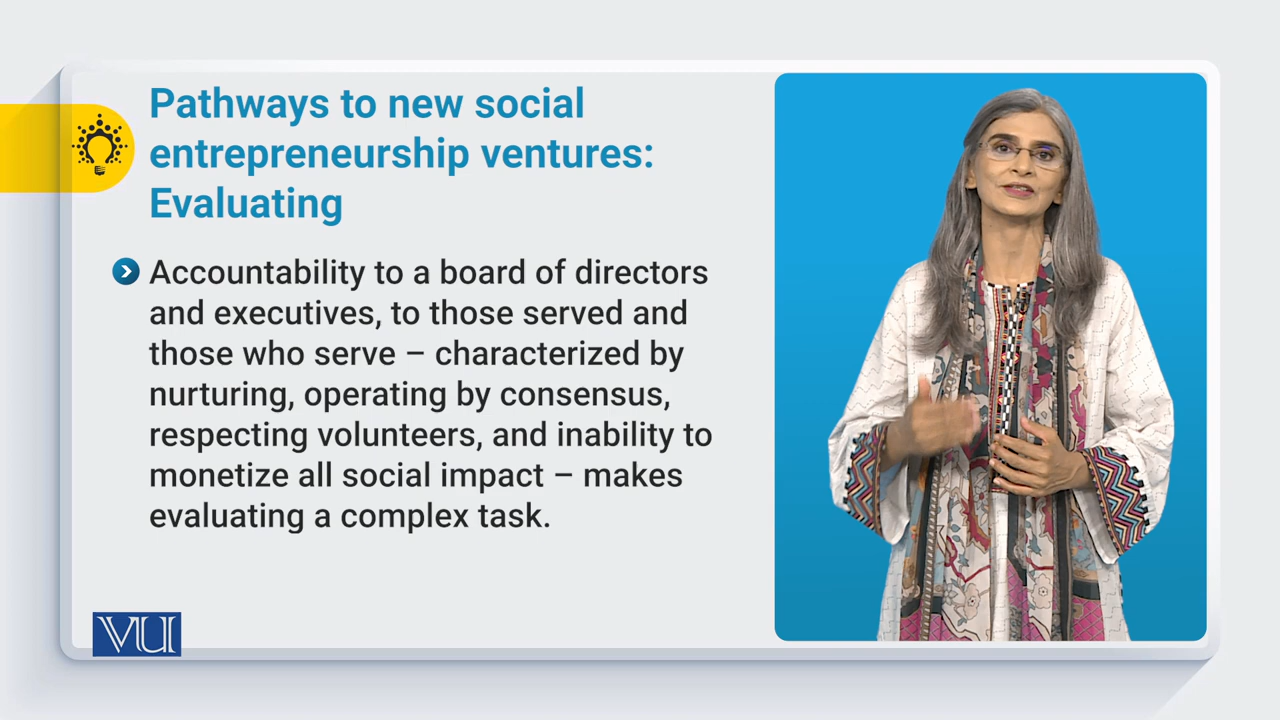 Pathways to new social
entrepreneurship ventures:
Evaluating
Accountability to a board of directors
and executives, to those served and
those who serve – characterized by
nurturing, operating by consensus,
respecting volunteers, and inability to
monetize all social impact – makes
evaluating a complex task.
VU